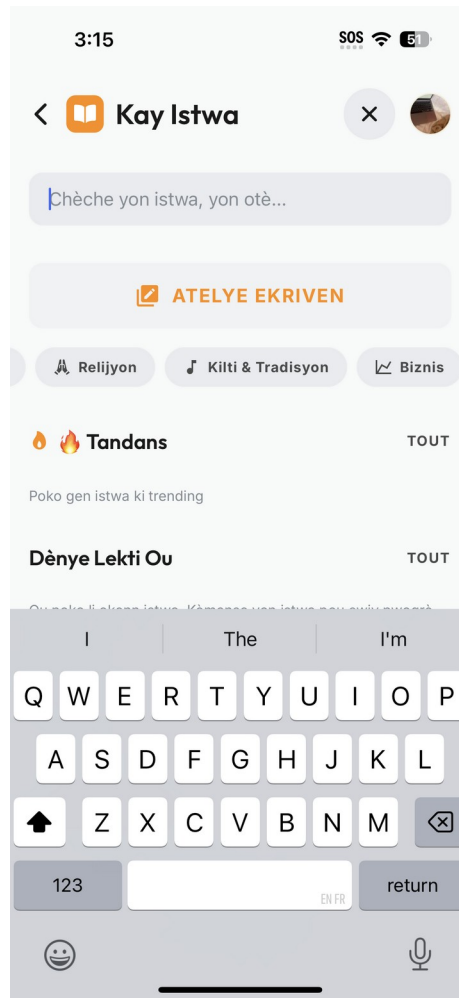 3:15
SOS
51
Kay Istwa
Chèche yon istwa, yon otè...
ATELYE EKRIVEN
Relijyon
Kilti & Tradisyon
Biznis
🔥 Tandans
TOUT
Poko gen istwa ki trending
Dènye Lekti Ou
TOUT
I
The
I'm
Q W E R T Y U I O P
A S D F G H J K L
Z X C V B N M
123
EN FR
return